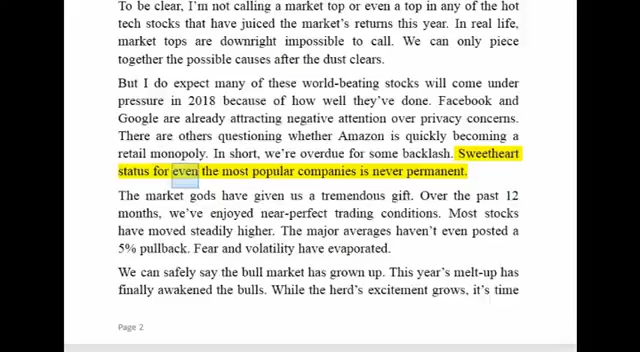 To be clear, I'm not calling a market top or even a top in any of the hot
tech stocks that have juiced the market's returns this year. In real life,
market tops are downright impossible to call. We can only piece
together the possible causes after the dust clears.
But I do expect many of these world-beating stocks will come under
pressure in 2018 because of how well they've done. Facebook and
Google are already attracting negative attention over privacy concerns.
There are others questioning whether Amazon is quickly becoming a
retail monopoly. In short, we're overdue for some backlash. Sweetheart
status for even the most popular companies is never permanent.
The market gods have given us a tremendous gift. Over the past 12
months, we've enjoyed near-perfect trading conditions. Most stocks
have moved steadily higher. The major averages haven't even posted a
5% pullback. Fear and volatility have evaporated.
We can safely say the bull market has grown up. This year's melt-up has
finally awakened the bulls. While the herd's excitement grows, it's time
Page 2